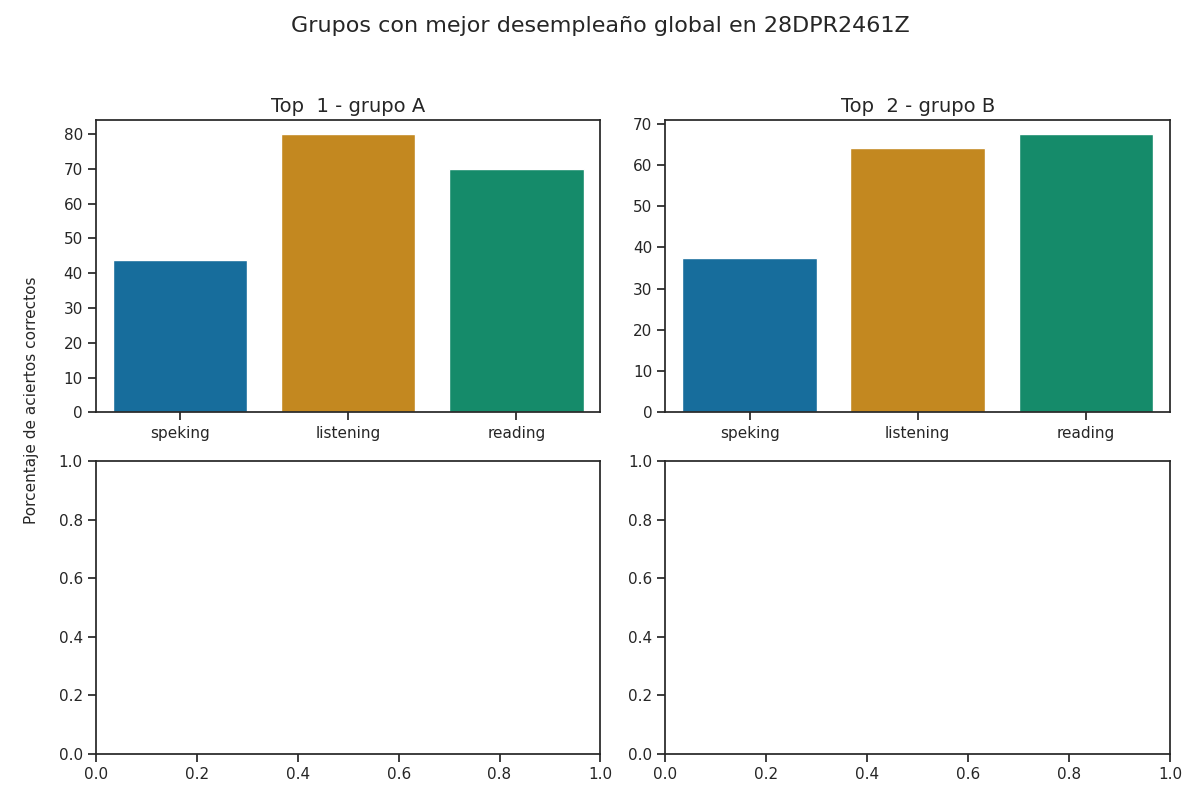 Grupos con mejor desempleaño global en 28DPR2461Z
Top  1 - grupo A
Top  2 - grupo B
80
70
60
50
40
30
20
10
0
speking
listening
reading
70
60
50
40
30
20
10
0
speking
listening
reading
Porcentaje de aciertos correctos
1.0
0.8
0.6
0.4
0.2
0.0
0.0 0.2 0.4 0.6 0.8 1.0
1.0
0.8
0.6
0.4
0.2
0.0
0.0 0.2 0.4 0.6 0.8 1.0